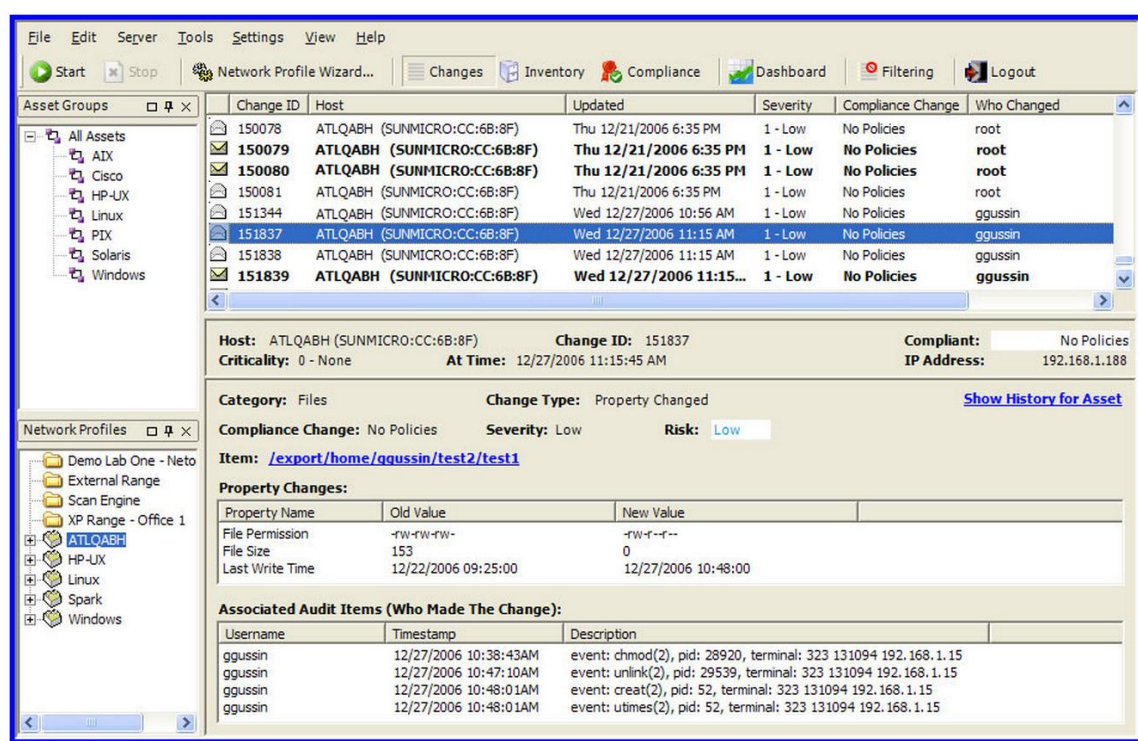 File Edit Server Tools Settings View Help
Start Stop Network Profile Wizard... Changes Inventory Compliance Dashboard Filtering Logout
Asset Groups
All Assets
AIX
Cisco
HP-UX
Linux
PIX
Solaris
Windows
Change ID Host Updated Severity Compliance Change Who Changed
150078 ATLQABH (SUNMICRO:CC:6B:8F) Thu 12/21/2006 6:35 PM 1 - Low No Policies root
150079 ATLQABH (SUNMICRO:CC:6B:8F) Thu 12/21/2006 6:35 PM 1 - Low No Policies root
150080 ATLQABH (SUNMICRO:CC:6B:8F) Thu 12/21/2006 6:35 PM 1 - Low No Policies root
150081 ATLQABH (SUNMICRO:CC:6B:8F) Thu 12/21/2006 6:35 PM 1 - Low No Policies root
151344 ATLQABH (SUNMICRO:CC:6B:8F) Wed 12/27/2006 10:56 AM 1 - Low No Policies ggussin
151837 ATLQABH (SUNMICRO:CC:6B:8F) Wed 12/27/2006 11:15 AM 1 - Low No Policies ggussin
151838 ATLQABH (SUNMICRO:CC:6B:8F) Wed 12/27/2006 11:15 AM 1 - Low No Policies ggussin
151839 ATLQABH (SUNMICRO:CC:6B:8F) Wed 12/27/2006 11:15... 1 - Low No Policies ggussin
Host: ATLQABH (SUNMICRO:CC:6B:8F) Change ID: 151837 Compliant: No Policies
Criticality: 0 - None At Time: 12/27/2006 11:15:45 AM IP Address: 192.168.1.188
Category: Files Change Type: Property Changed Show History for Asset
Compliance Change: No Policies Severity: Low Risk: Low
Item: /export/home/ggussin/test2/test1
Property Changes:
Property Name Old Value New Value
File Permission -rw-rw-rw- -rw-r--r--
File Size 153 0
Last Write Time 12/22/2006 09:25:00 12/27/2006 10:48:00
Associated Audit Items (Who Made The Change):
Username Timestamp Description
ggussin 12/27/2006 10:38:43AM event: chmod(2), pid: 28920, terminal: 323 131094 192.168.1.15
ggussin 12/27/2006 10:47:10AM event: unlink(2), pid: 29539, terminal: 323 131094 192.168.1.15
ggussin 12/27/2006 10:48:01AM event: creat(2), pid: 52, terminal: 323 131094 192.168.1.15
ggussin 12/27/2006 10:48:01AM event: utimes(2), pid: 52, terminal: 323 131094 192.168.1.15
Network Profiles
Demo Lab One - Neto
External Range
Scan Engine
XP Range - Office 1
ATLQABH
HP-UX
Linux
Spark
Windows